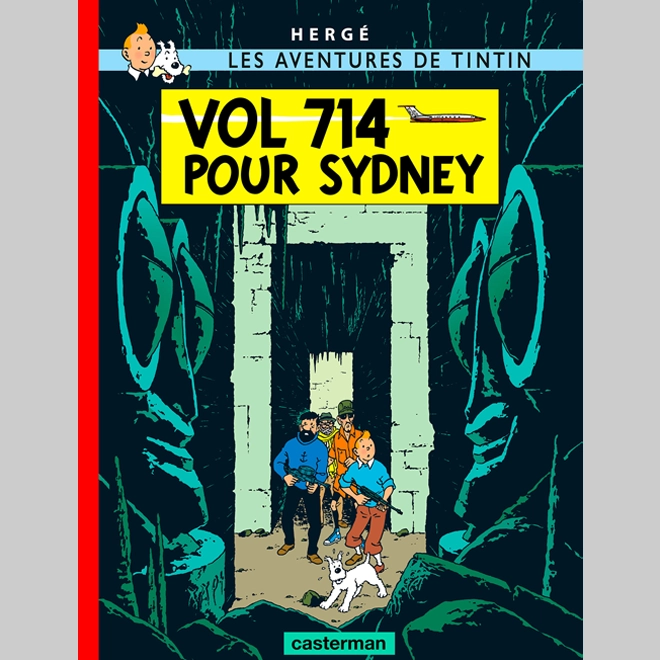 HERGÉ
LES AVENTURES DE TINTIN
VOL 714
POUR SYDNEY
casterman